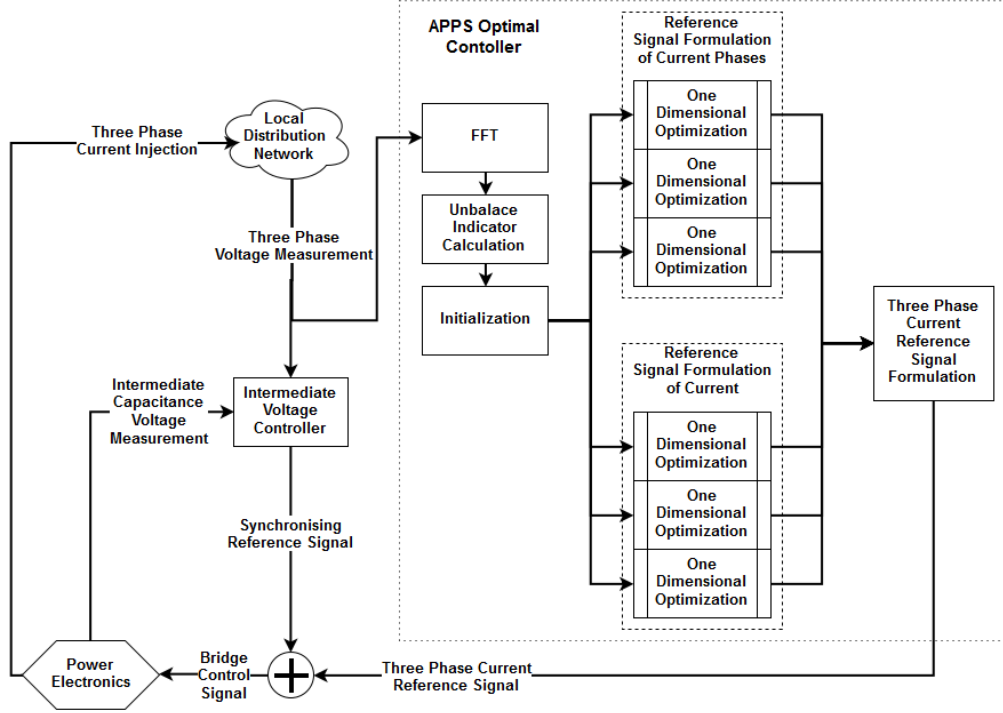 APPS Optimal
Contoller
Reference
Signal Formulation
of Current Phases
One
Dimensional
Optimization
One
Dimensional
Optimization
One
Dimensional
Optimization
FFT
Unbalace
Indicator
Calculation
Initialization
Three Phase
Current Injection
Local
Distribution
Network
Three Phase
Voltage Measurement
Three Phase
Current
Reference
Signal
Formulation
Reference
Signal Formulation
of Current
One
Dimensional
Optimization
One
Dimensional
Optimization
One
Dimensional
Optimization
Intermediate
Capacitance
Voltage
Measurement
Intermediate
Voltage
Controller
Synchronising
Reference Signal
Power
Electronics
Bridge
Control
Signal
Three Phase Current
Reference Signal